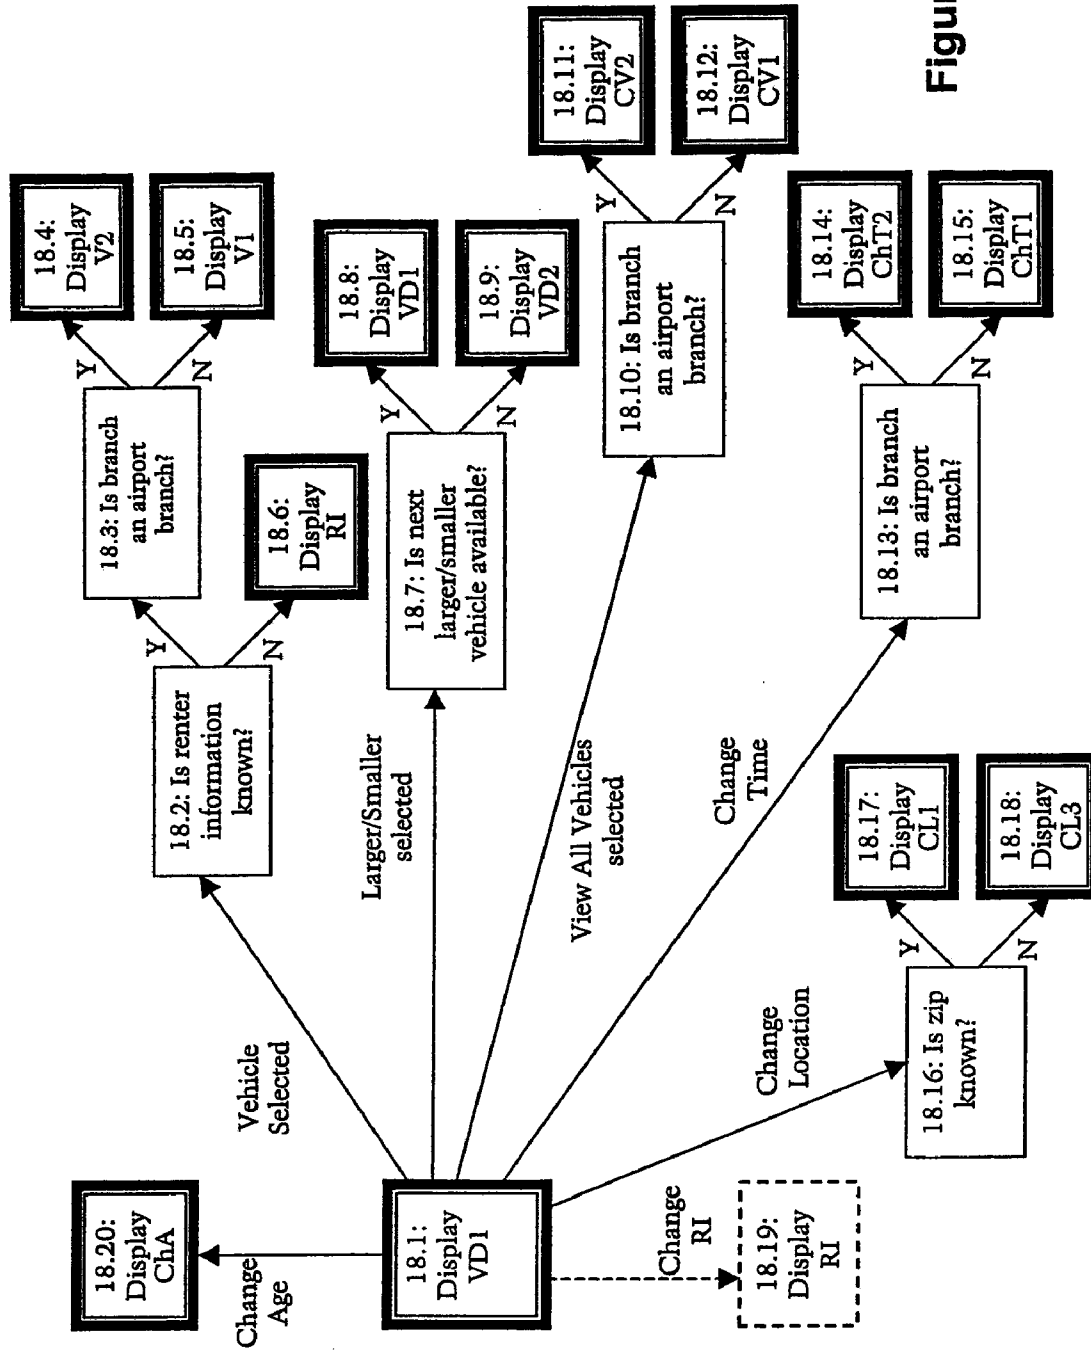 18.20:
Display
ChA
Change
Age
18.1:
Display
VD1
Change
RI
18.19:
Display
RI
Vehicle
Selected
18.2: Is renter
information
known?
Y
N
18.3: Is branch
an airport
branch?
Y
N
18.4:
Display
V2
18.5:
Display
V1
18.6:
Display
RI
Larger/Smaller
selected
18.7: Is next
larger/smaller
vehicle available?
Y
N
18.8:
Display
VD1
18.9:
Display
VD2
View All Vehicles
selected
18.10: Is branch
an airport
branch?
Y
N
18.11:
Display
CV2
18.12:
Display
CV1
Change
Time
18.13: Is branch
an airport
branch?
Y
N
18.14:
Display
ChT2
18.15:
Display
ChT1
Change
Location
18.16: Is zip
known?
Y
N
18.17:
Display
CL1
18.18:
Display
CL3
Figu